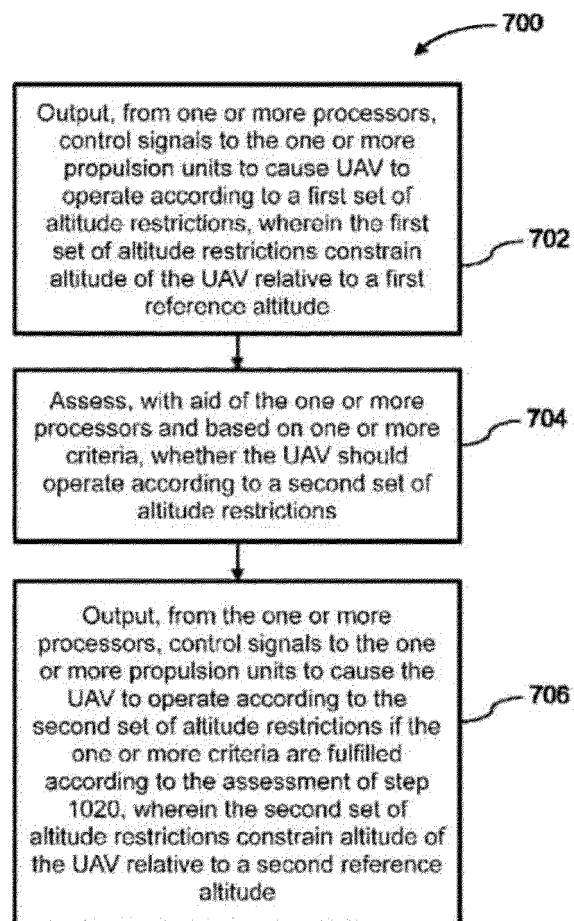 700
Output, from one or more processors,
control signals to the one or more
propulsion units to cause UAV to
operate according to a first set of
altitude restrictions, wherein the first
set of altitude restrictions constrain
altitude of the UAV relative to a first
reference altitude
702
Assess, with aid of the one or more
processors and based on one or more
criteria, whether the UAV should
operate according to a second set of
altitude restrictions
704
Output, from the one or more
processors, control signals to the one
or more propulsion units to cause the
UAV to operate according to the
second set of altitude restrictions if the
one or more criteria are fulfilled
according to the assessment of step
1020, wherein the second set of
altitude restrictions constrain altitude of
the UAV relative to a second reference
altitude
706